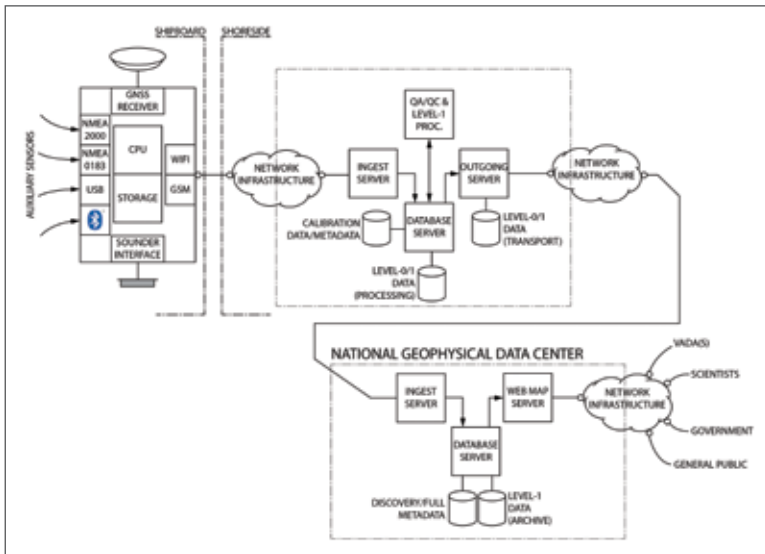 SHIPBOARD
SHORESIDE
GNSS
RECEIVER
AUXILIARY SENSORS
NMEA
2000
NMEA
0183
USB
CPU
STORAGE
WIFI
GSM
SOUNDER
INTERFACE
NETWORK
INFRASTRUCTURE
INGEST
SERVER
QA/QC &
LEVEL-1
PROC.
OUTGOING
SERVER
DATABASE
SERVER
CALIBRATION
DATA/METADATA
LEVEL-0/1
DATA
(PROCESSING)
LEVEL-0/1
DATA
(TRANSPORT)
NETWORK
INFRASTRUCTURE
NATIONAL GEOPHYSICAL DATA CENTER
INGEST
SERVER
DATABASE
SERVER
WEB MAP
SERVER
DISCOVERY/FULL
METADATA
LEVEL-1
DATA
(ARCHIVE)
NETWORK
INFRASTRUCTURE
VADA(S)
SCIENTISTS
GOVERNMENT
GENERAL PUBLIC